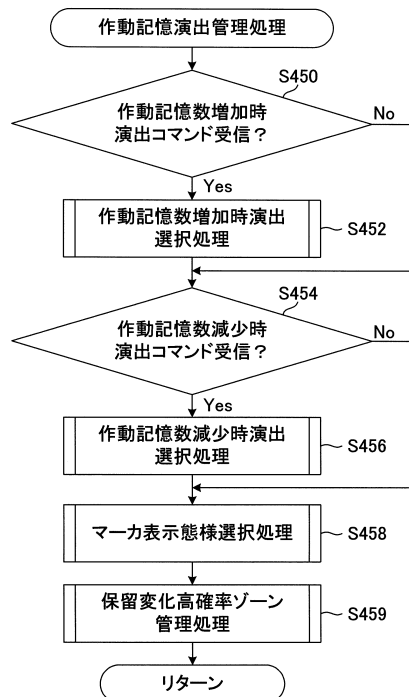 作動記憶演出管理処理
S450
作動記憶数増加時
演出コマンド受信？
No
Yes
作動記憶数増加時演出
選択処理
S452
S454
作動記憶数減少時
演出コマンド受信？
No
Yes
作動記憶数減少時演出
選択処理
S456
マーカ表示態様選択処理
S458
保留変化高確率ゾーン
管理処理
S459
リターン